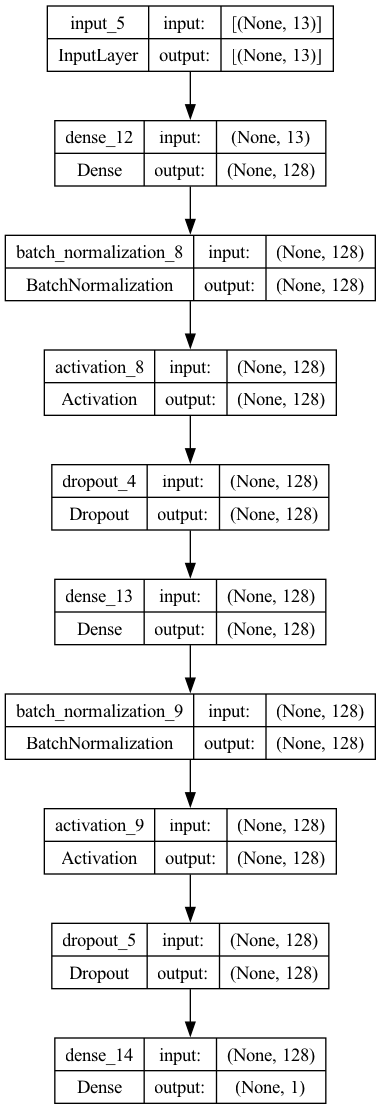 input_5 input: [(None, 13)]
InputLayer output: [(None, 13)]
dense_12 input: (None, 13)
Dense output: (None, 128)
batch_normalization_8 input: (None, 128)
BatchNormalization output: (None, 128)
activation_8 input: (None, 128)
Activation output: (None, 128)
dropout_4 input: (None, 128)
Dropout output: (None, 128)
dense_13 input: (None, 128)
Dense output: (None, 128)
batch_normalization_9 input: (None, 128)
BatchNormalization output: (None, 128)
activation_9 input: (None, 128)
Activation output: (None, 128)
dropout_5 input: (None, 128)
Dropout output: (None, 128)
dense_14 input: (None, 128)
Dense output: (None, 1)